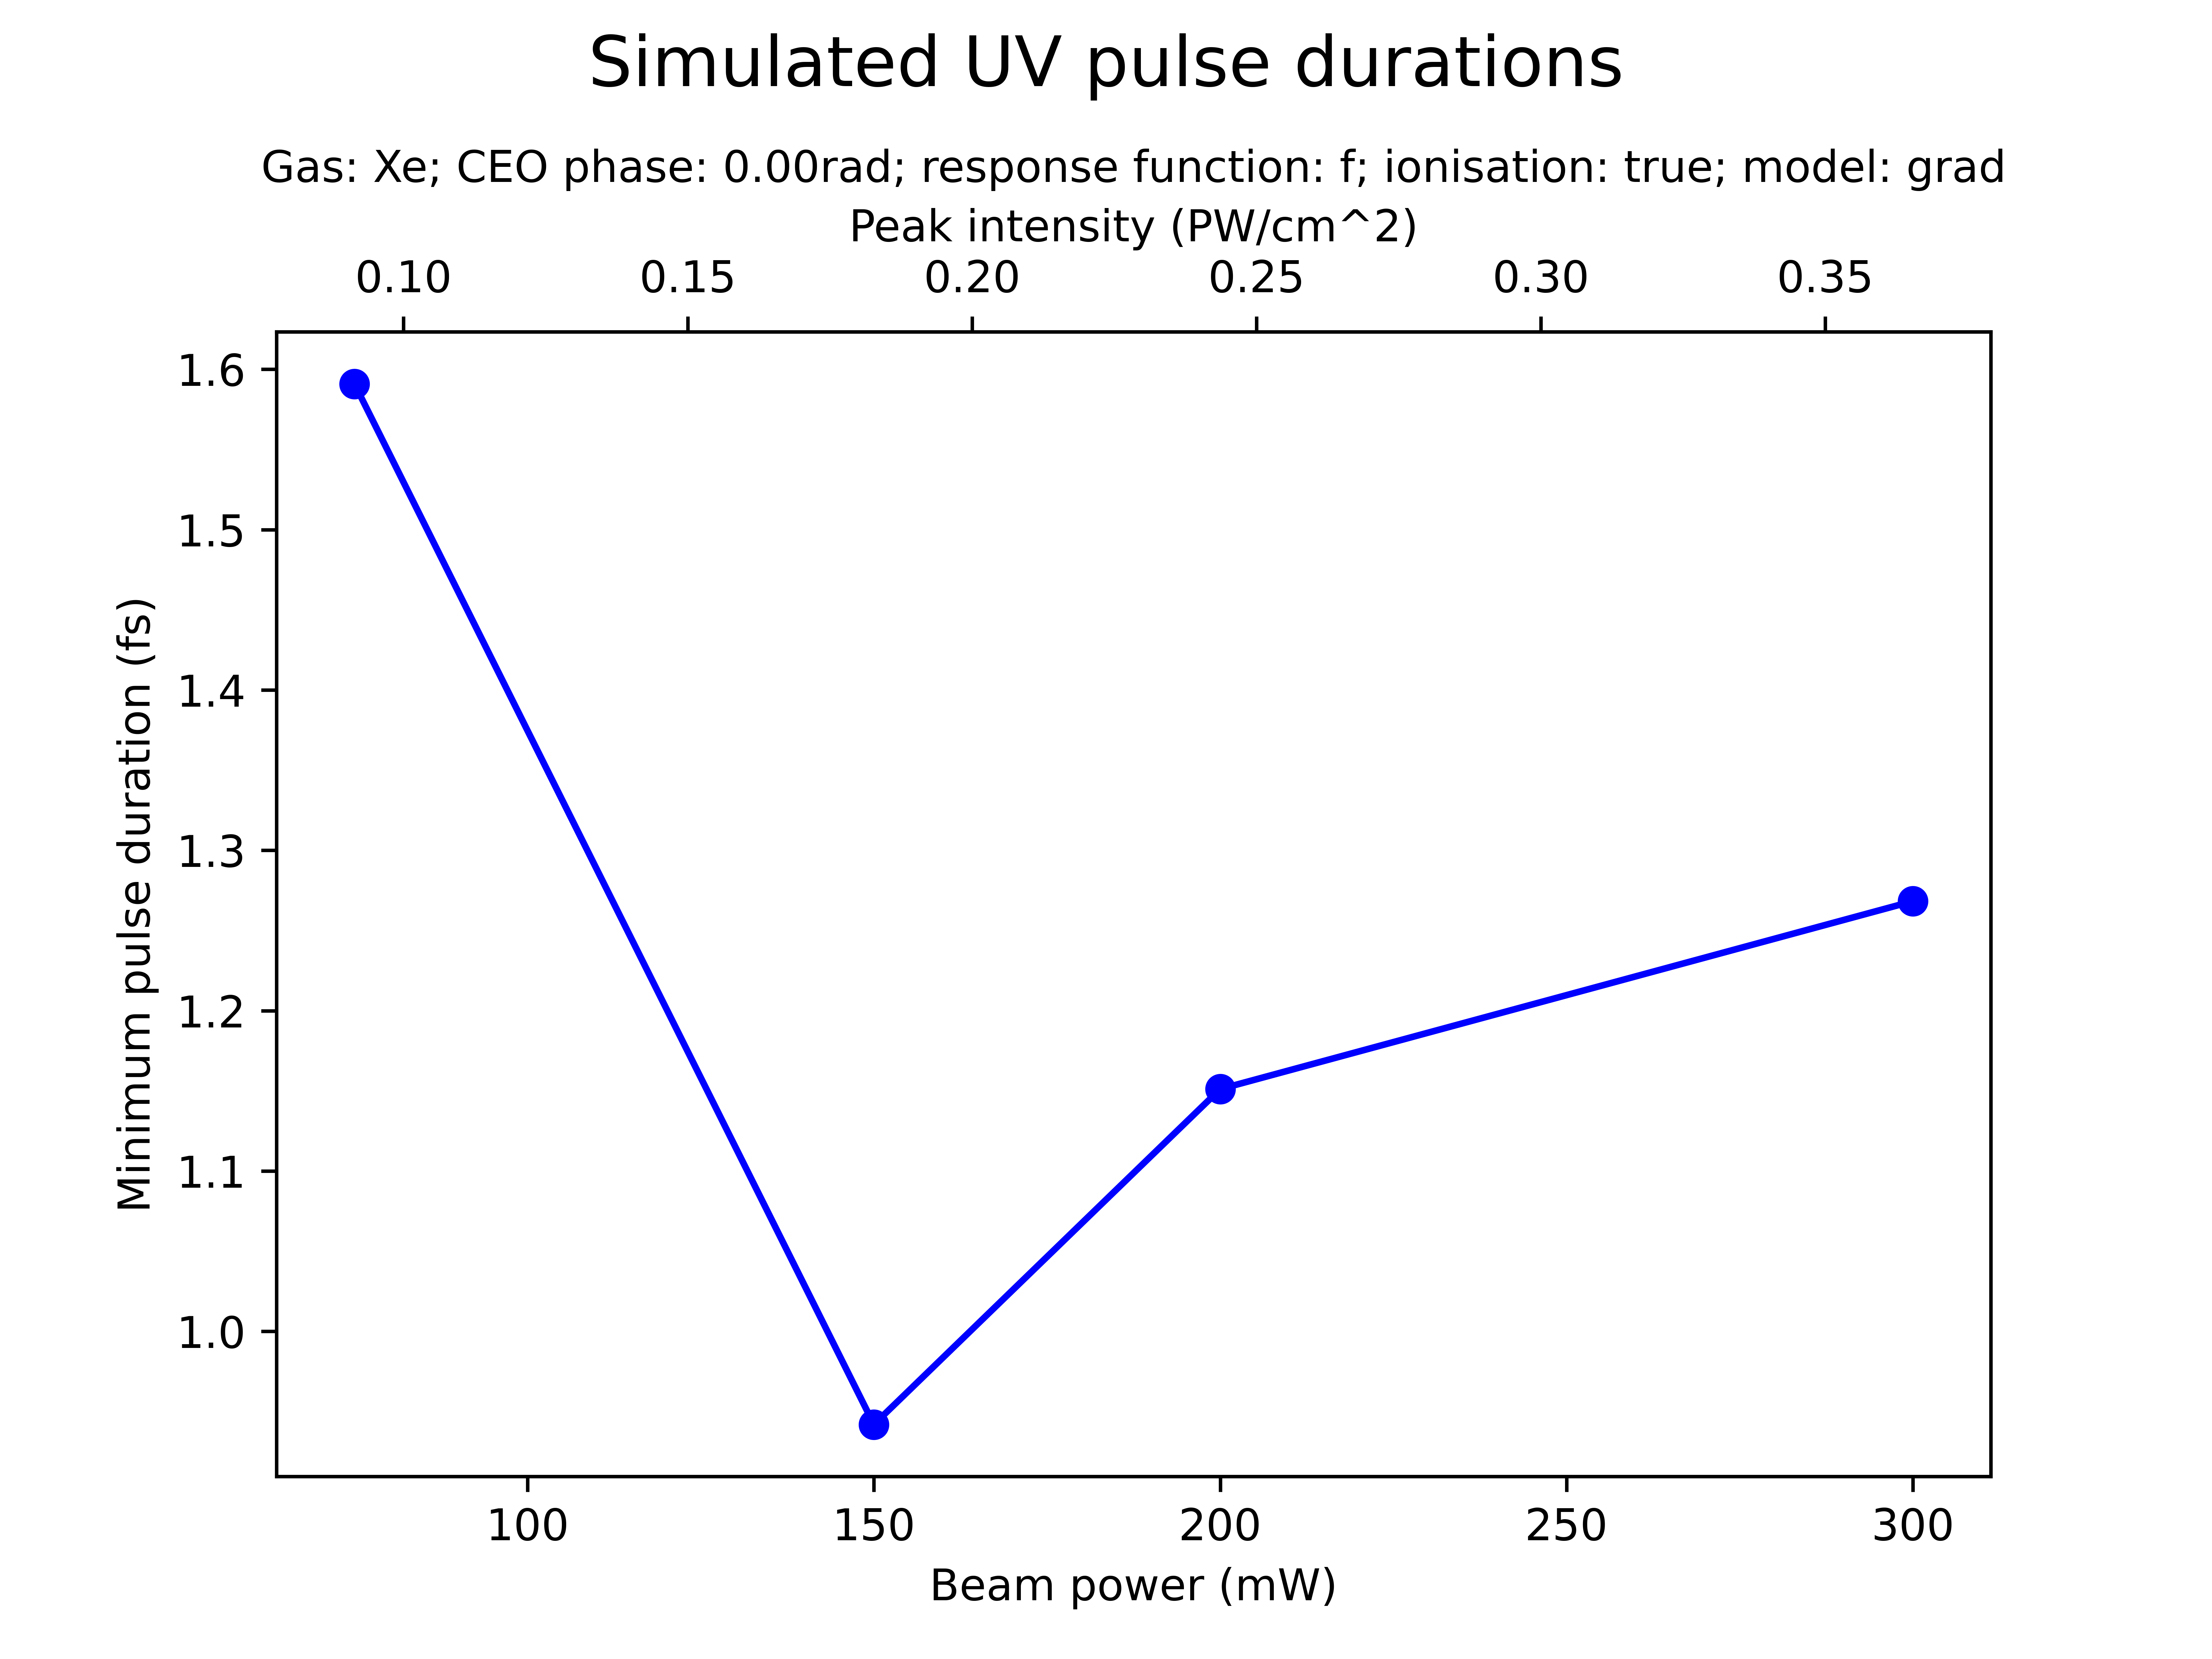 Simulated UV pulse durations
Gas: Xe; CEO phase: 0.00rad; response function: f; ionisation: true; model: grad
Peak intensity (PW/cm^2)
0.10 0.15 0.20 0.25 0.30 0.35
1.6
1.5
1.4
1.3
1.2
1.1
1.0
Minimum pulse duration (fs)
100 150 200 250 300
Beam power (mW)